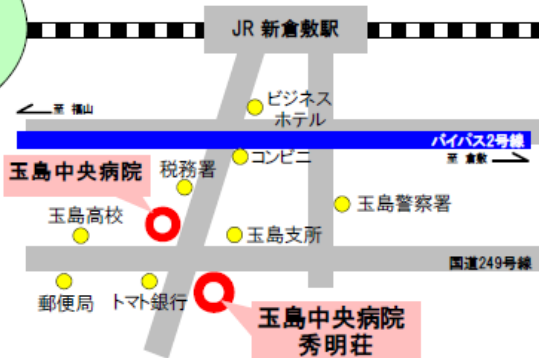 JR 新倉敷駅
至 福山
ビジネス
ホテル
バイパス2号線
至 倉敷
コンビニ
玉島中央病院
税務署
玉島高校
玉島警察署
玉島支所
国道249号線
郵便局
トマト銀行
玉島中央病院
秀明荘